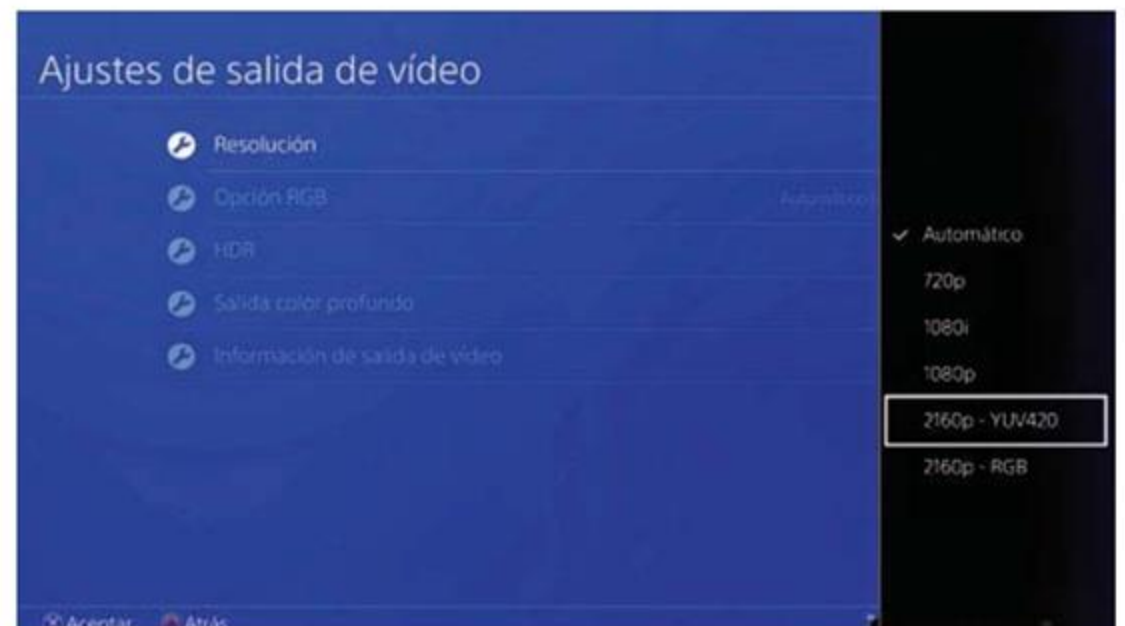 Ajustes de salida de vídeo
Resolución
Opción RGB
Automático
HDR
Salida color profundo
Información de salida de vídeo
Automático
720p
1080i
1080p
2160p - YUV420
2160p - RGB
Aceptar
Atrás